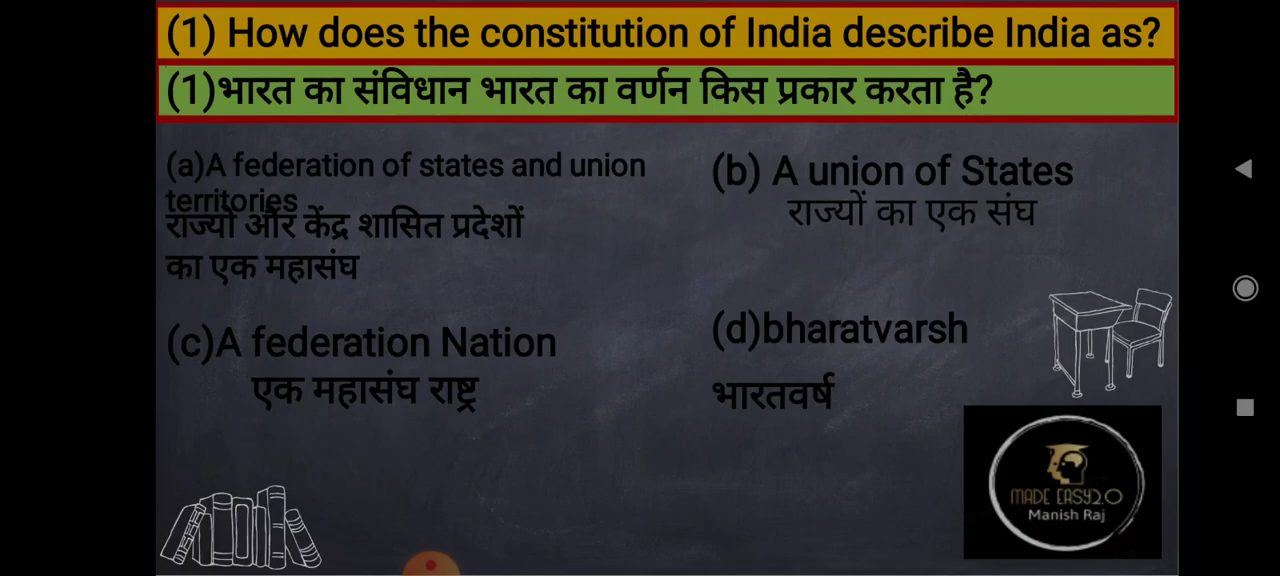 (1) How does the constitution of India describe India as?
(1)भारत का संविधान भारत का वर्णन किस प्रकार करता है?
(a)A federation of states and union
territories
राज्यों और केंद्र शासित प्रदेशों
का एक महासंघ
(b) A union of States
राज्यों का एक संघ
(c)A federation Nation
एक महासंघ राष्ट्र
(d)bharatvarsh
भारतवर्ष
MADE EASY2.O
Manish Raj